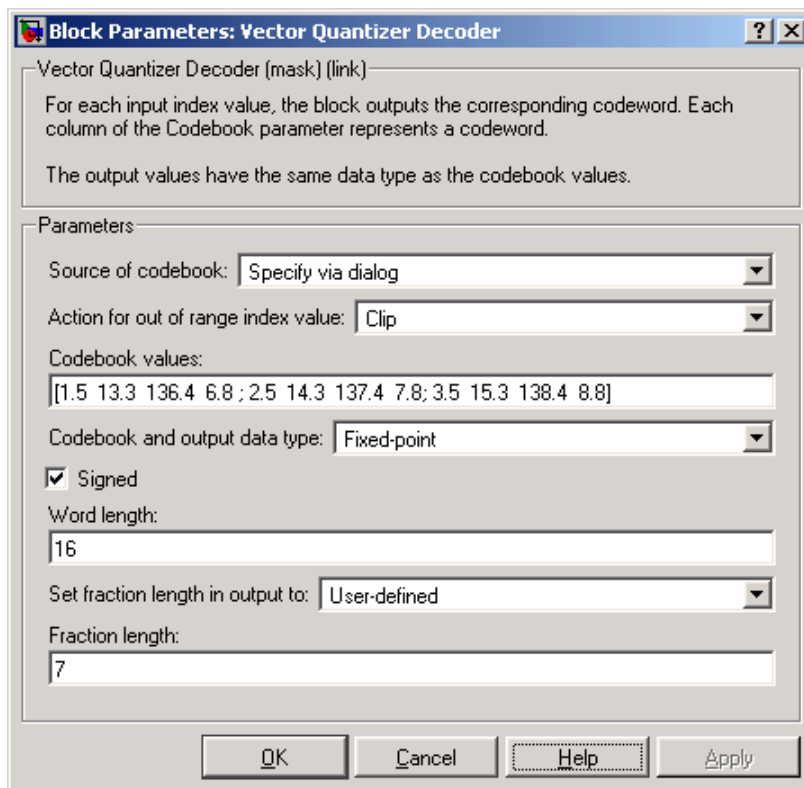 Block Parameters: Vector Quantizer Decoder
Vector Quantizer Decoder (mask) (link)
For each input index value, the block outputs the corresponding codeword. Each
column of the Codebook parameter represents a codeword.
The output values have the same data type as the codebook values.
Parameters
Source of codebook: Specify via dialog
Action for out of range index value: Clip
Codebook values:
[1.5 13.3 136.4 6.8 ; 2.5 14.3 137.4 7.8; 3.5 15.3 138.4 8.8]
Codebook and output data type: Fixed-point
Signed
Word length:
16
Set fraction length in output to: User-defined
Fraction length:
7
OK Cancel Help Apply